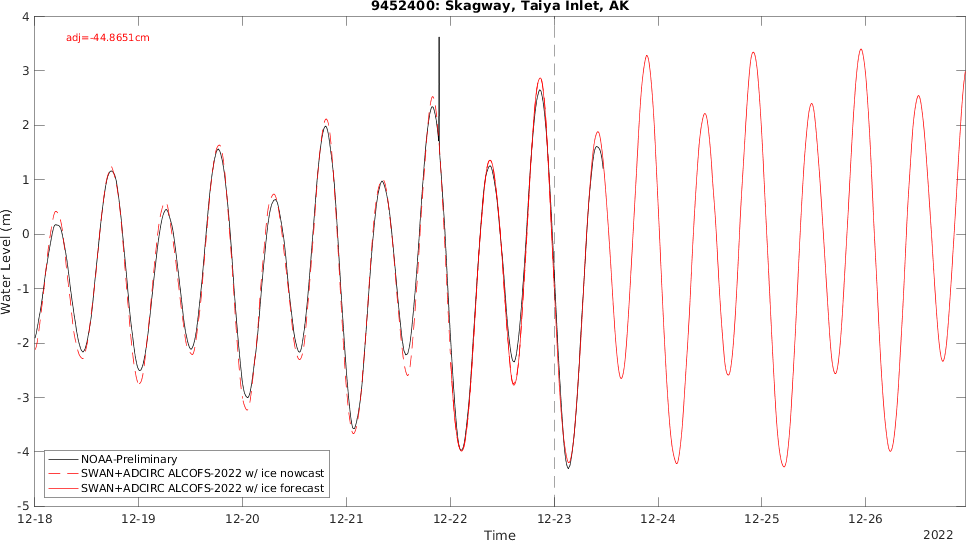 9452400: Skagway, Taiya Inlet, AK
adj=-44.8651cm
4
3
2
1
0
-1
-2
-3
-4
-5
Water Level (m)
NOAA-Preliminary
SWAN+ADCIRC ALCOFS-2022 w/ ice nowcast
SWAN+ADCIRC ALCOFS-2022 w/ ice forecast
12-18 12-19 12-20 12-21 12-22 12-23 12-24 12-25 12-26
Time
2022